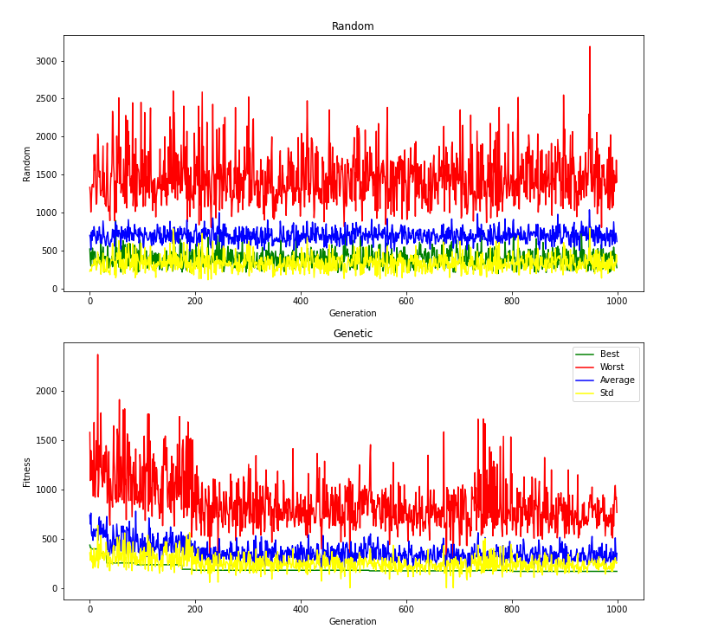 Random
3000
2500
2000
1500
1000
500
0
Random
0 200 400 600 800 1000
Generation
Genetic
Best
Worst
Average
Std
2000
1500
1000
500
0
Fitness
0 200 400 600 800 1000
Generation